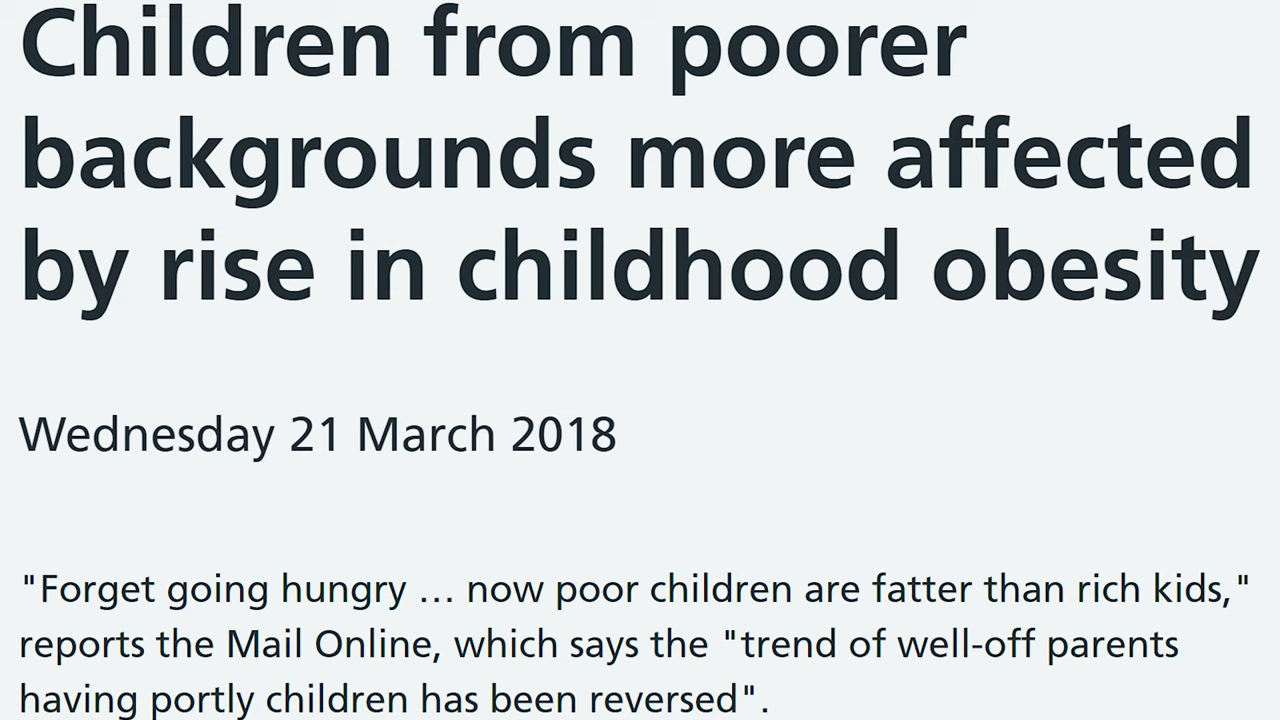 Children from poorer
backgrounds more affected
by rise in childhood obesity
Wednesday 21 March 2018
"Forget going hungry … now poor children are fatter than rich kids,"
reports the Mail Online, which says the "trend of well-off parents
having portly children has been reversed".